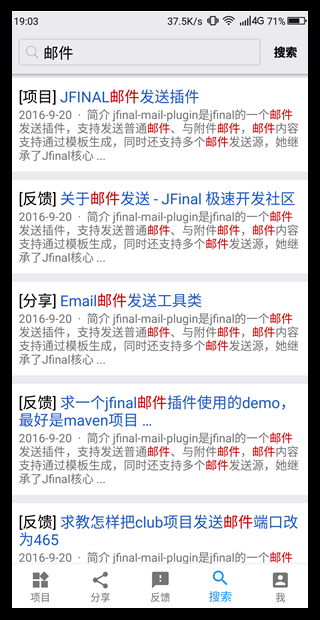 19:03 37.5K/s 4G 71%
邮件 搜索
[项目] JFINAL邮件发送插件
2016-9-20 · 简介 jfinal-mail-plugin是jfinal的一个邮件
发送插件，支持发送普通邮件、与附件邮件，邮件内容
支持通过模板生成，同时还支持多个邮件发送源，她继
承了Jfinal核心 ...
[反馈] 关于邮件发送 - JFinal 极速开发社区
2016-9-20 · 简介 jfinal-mail-plugin是jfinal的一个邮件
发送插件，支持发送普通邮件、与附件邮件，邮件内容
支持通过模板生成，同时还支持多个邮件发送源，她继
承了Jfinal核心 ...
[分享] Email邮件发送工具类
2016-9-20 · 简介 jfinal-mail-plugin是jfinal的一个邮件
发送插件，支持发送普通邮件、与附件邮件，邮件内容
支持通过模板生成，同时还支持多个邮件发送源，她继
承了Jfinal核心 ...
[反馈] 求一个jfinal邮件插件使用的demo，
最好是maven项目 ...
2016-9-20 · 简介 jfinal-mail-plugin是jfinal的一个邮件
发送插件，支持发送普通邮件、与附件邮件，邮件内容
支持通过模板生成，同时还支持多个邮件发送源，她继
承了Jfinal核心 ...
[反馈] 求教怎样把club项目发送邮件端口改
为465
2016-9-20 · 简介 jfinal-mail-plugin是jfinal的一个邮件
项目 分享 反馈 搜索 我